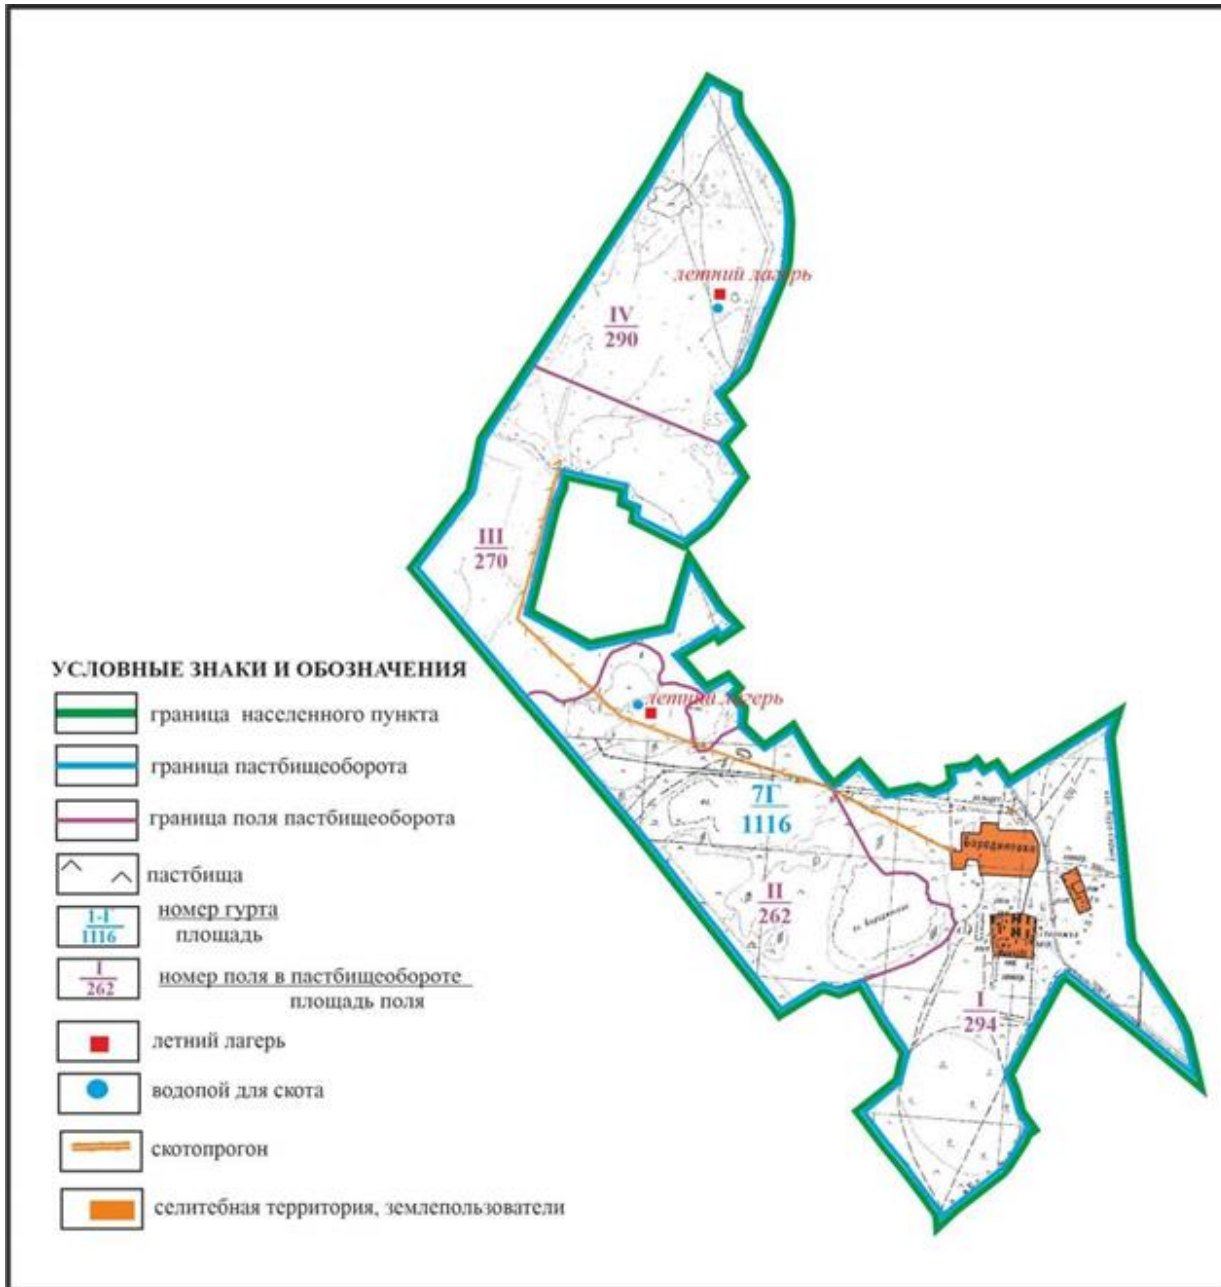 летний лагерь
IV
290
III
270
УСЛОВНЫЕ ЗНАКИ И ОБОЗНАЧЕНИЯ
граница населенного пункта
граница пастбищеоборота
граница поля пастбищеоборота
пастбища
1-Г
1116
номер гурта
площадь
I
262
номер поля в пастбищеобороте
площадь поля
летний лагерь
водопой для скота
скотопрогон
селитебная территория, землепользователи
летний лагерь
7Г
1116
II
262
Бородиновка
I
294